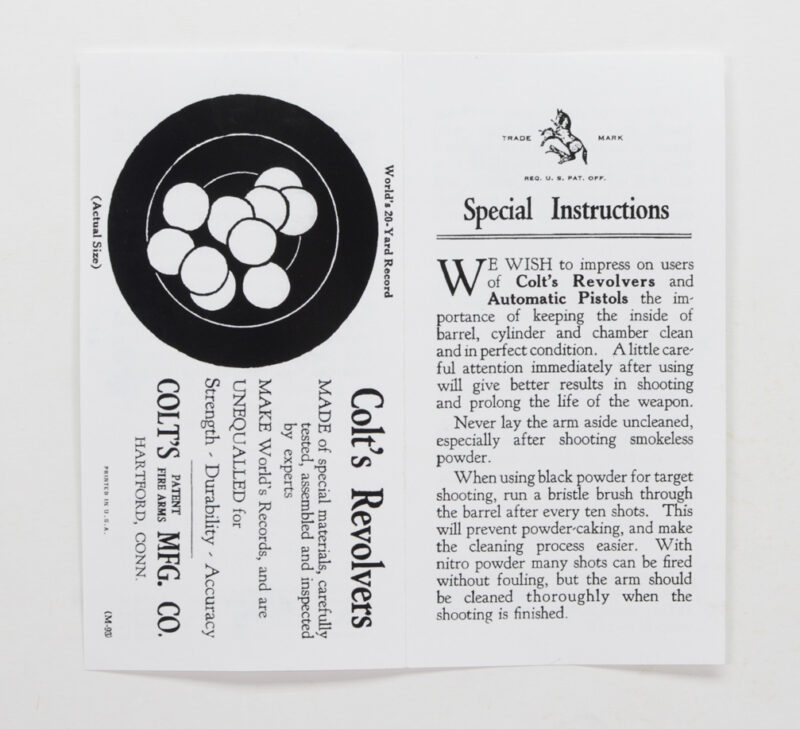 World's 20-Yard Record
(Actual Size)
Colt's Revolvers
MADE of special materials, carefully
tested, assembled and inspected
by experts
MAKE World's Records, and are
UNEQUALLED for
Strength - Durability - Accuracy
COLT'S PATENT FIRE ARMS MFG. CO.
HARTFORD, CONN.
PRINTED IN U.S.A.
TRADE MARK
REG. U. S. PAT. OFF.
Special Instructions
WE WISH to impress on users
of Colt's Revolvers and
Automatic Pistols the im-
portance of keeping the inside of
barrel, cylinder and chamber clean
and in perfect condition. A little care-
ful attention immediately after using
will give better results in shooting
and prolong the life of the weapon.
Never lay the arm aside uncleaned,
especially after shooting smokeless
powder.
When using black powder for target
shooting, run a bristle brush through
the barrel after every ten shots. This
will prevent powder-caking, and make
the cleaning process easier. With
nitro powder many shots can be fired
without fouling, but the arm should
be cleaned thoroughly when the
shooting is finished.